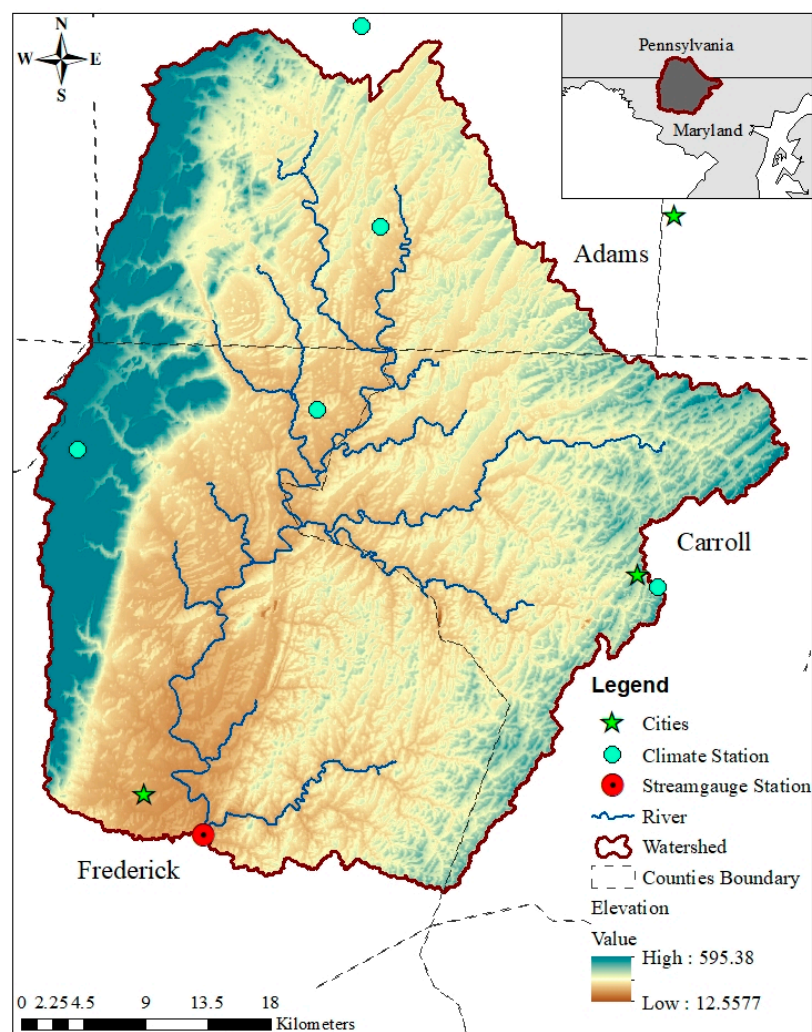 N
W E
S
Pennsylvania
Maryland
Adams
Carroll
Frederick
Legend
Cities
Climate Station
Streamgauge Station
River
Watershed
Counties Boundary
Elevation
Value
High : 595.38
Low : 12.5577
0 2.25 4.5 9 13.5 18
Kilometers